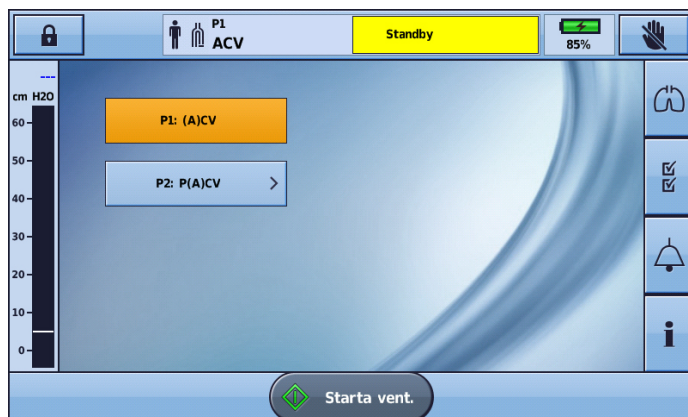 P1
ACV
Standby
85%
---
cm H2O
60
50
40
30
20
10
0
P1: (A)CV
P2: P(A)CV
i
Starta vent.